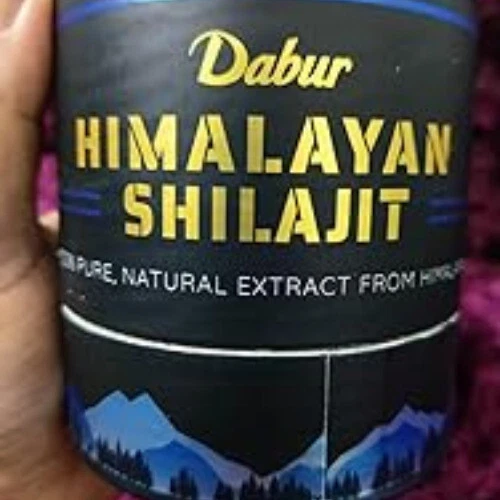 Dabur
HIMALAYAN
SHILAJIT
PURE, NATURAL EXTRACT FROM